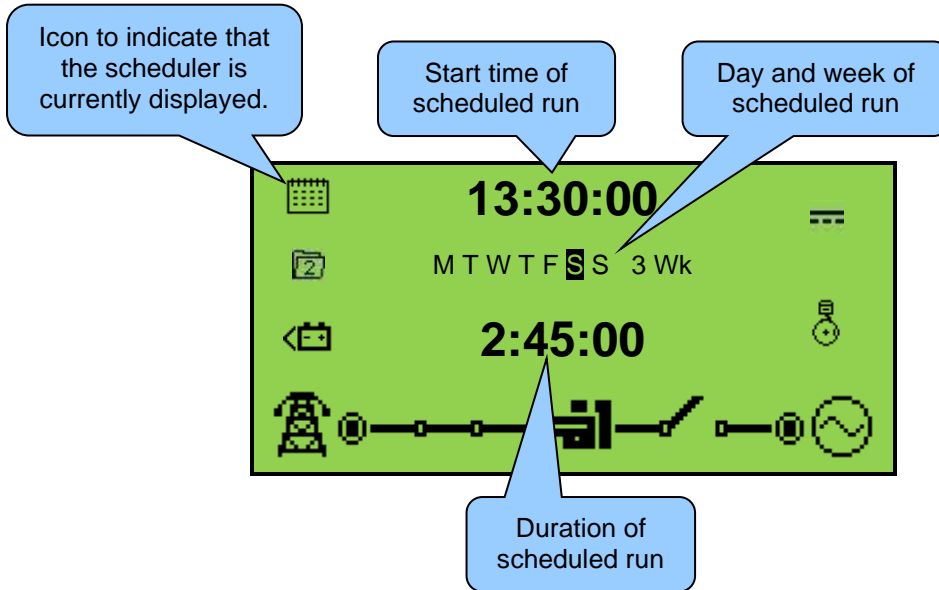 Icon to indicate that
the scheduler is
currently displayed.
Start time of
scheduled run
Day and week of
scheduled run
13:30:00
2
M T W T F S S 3 Wk
2:45:00
Duration of
scheduled run